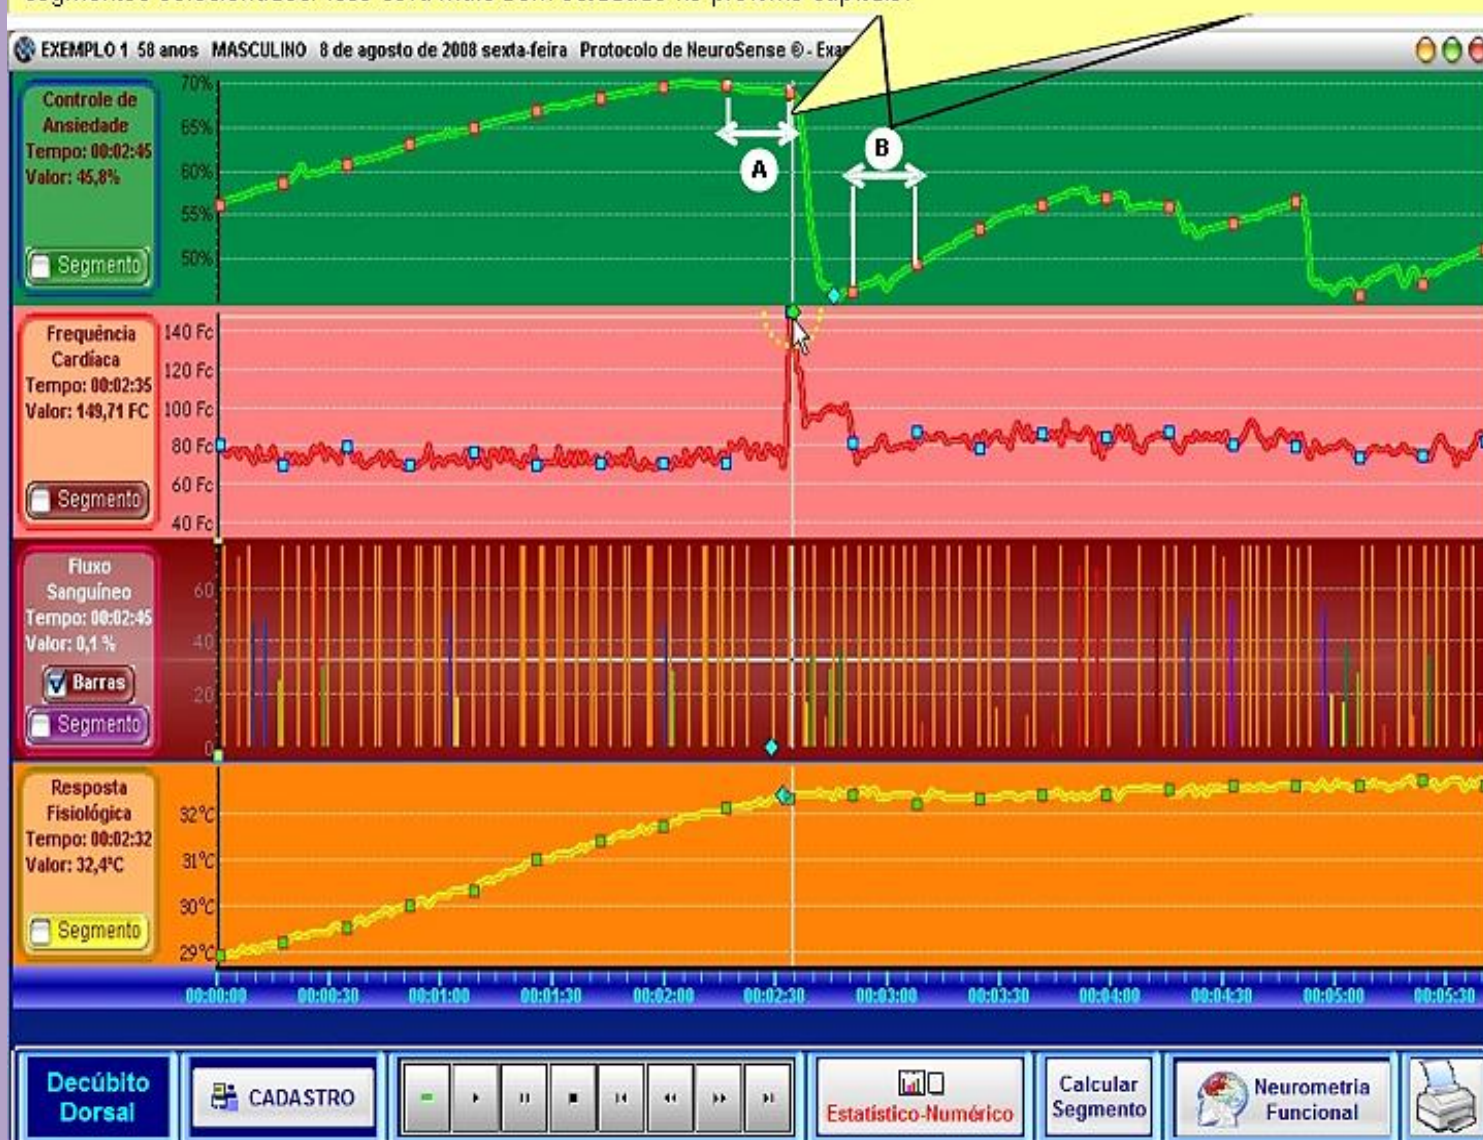 EXEMPLO 1 58 anos MASCULINO 8 de agosto de 2008 sexta-feira Protocolo de NeuroSense © - Exa
Controle de
Ansiedade
Tempo: 00:02:45
Valor: 45,8%
Segmento
70%
65%
60%
55%
50%
A
B
Frequência
Cardíaca
Tempo: 00:02:35
Valor: 149,71 FC
Segmento
140 Fc
120 Fc
100 Fc
80 Fc
60 Fc
40 Fc
Fluxo
Sanguíneo
Tempo: 00:02:45
Valor: 0,1 %
Barras
Segmento
60
40
20
0
Resposta
Fisiológica
Tempo: 00:02:32
Valor: 32,4ºC
Segmento
32ºC
31ºC
30ºC
29ºC
00:00:00 00:00:30 00:01:00 00:01:30 00:02:00 00:02:30 00:03:00 00:03:30 00:04:00 00:04:30 00:05:00 00:05:30
Decúbito
Dorsal
CADASTRO
Estatístico-Numérico
Calcular
Segmento
Neurometria
Funcional